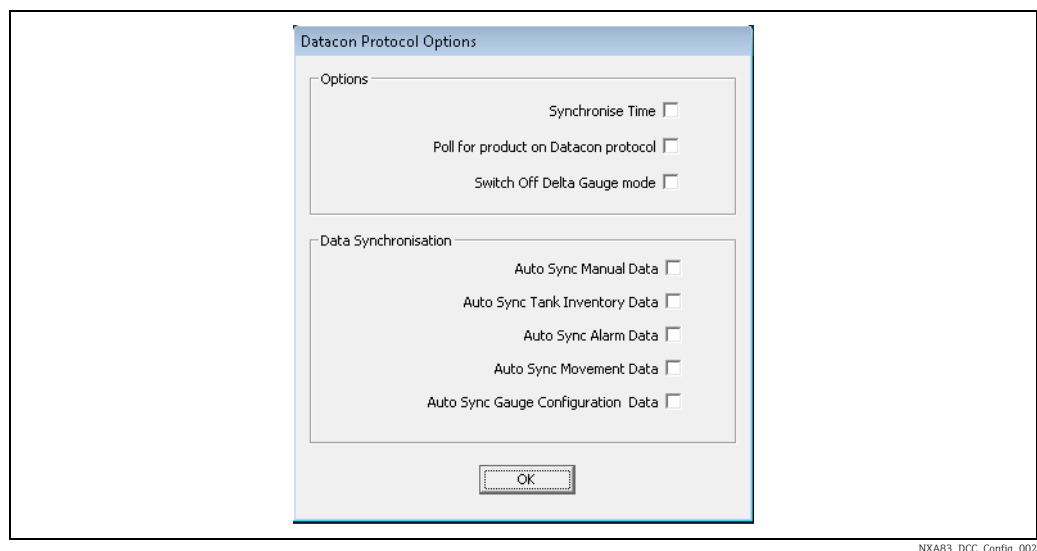 Datacon Protocol Options
Options
Synchronise Time
Poll for product on Datacon protocol
Switch Off Delta Gauge mode
Data Synchronisation
Auto Sync Manual Data
Auto Sync Tank Inventory Data
Auto Sync Alarm Data
Auto Sync Movement Data
Auto Sync Gauge Configuration Data
OK
NXA83_DCC_Config_002